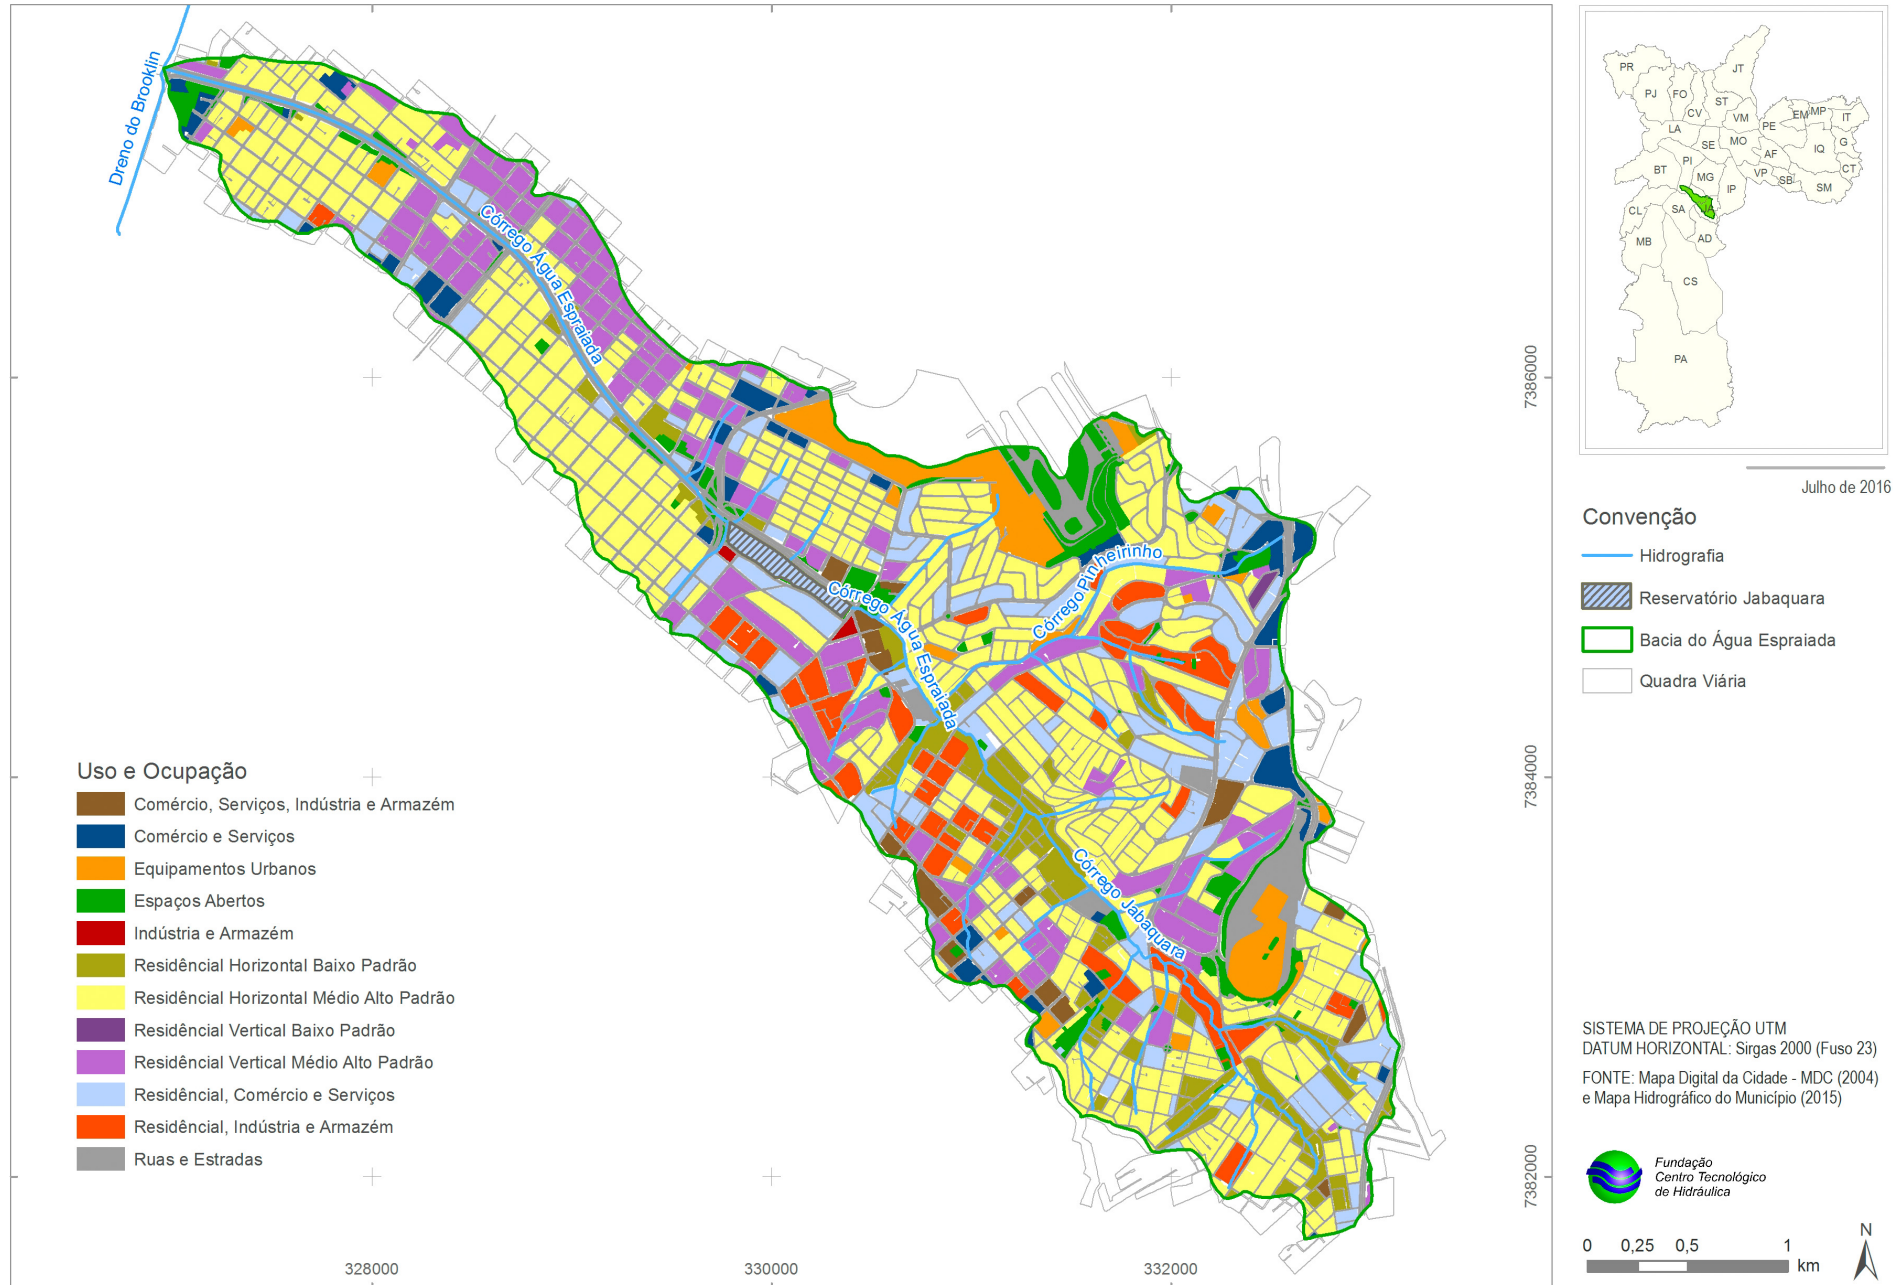 Dreno do Brooklin
Córrego Água Espraiada
Córrego Água Espraiada
Córrego Pinheirinho
Córrego Jabaquara
7386000
7384000
7382000
328000
330000
332000
Uso e Ocupação
Comércio, Serviços, Indústria e Armazém
Comércio e Serviços
Equipamentos Urbanos
Espaços Abertos
Indústria e Armazém
Residêncial Horizontal Baixo Padrão
Residêncial Horizontal Médio Alto Padrão
Residêncial Vertical Baixo Padrão
Residêncial Vertical Médio Alto Padrão
Residêncial, Comércio e Serviços
Residêncial, Indústria e Armazém
Ruas e Estradas
PR
JT
PJ
FO
ST
CV
VM
EM
MP
IT
LA
PE
SE
MO
G
AF
IQ
PI
BT
VP
CT
MG
SB
IP
SM
CL
SA
JA
MB
AD
CS
PA
Julho de 2016
Convenção
Hidrografia
Reservatório Jabaquara
Bacia do Água Espraiada
Quadra Viária
SISTEMA DE PROJEÇÃO UTM
DATUM HORIZONTAL: Sirgas 2000 (Fuso 23)
FONTE: Mapa Digital da Cidade - MDC (2004)
e Mapa Hidrográfico do Município (2015)
Fundação
Centro Tecnológico
de Hidráulica
N
0 0,25 0,5 1
km